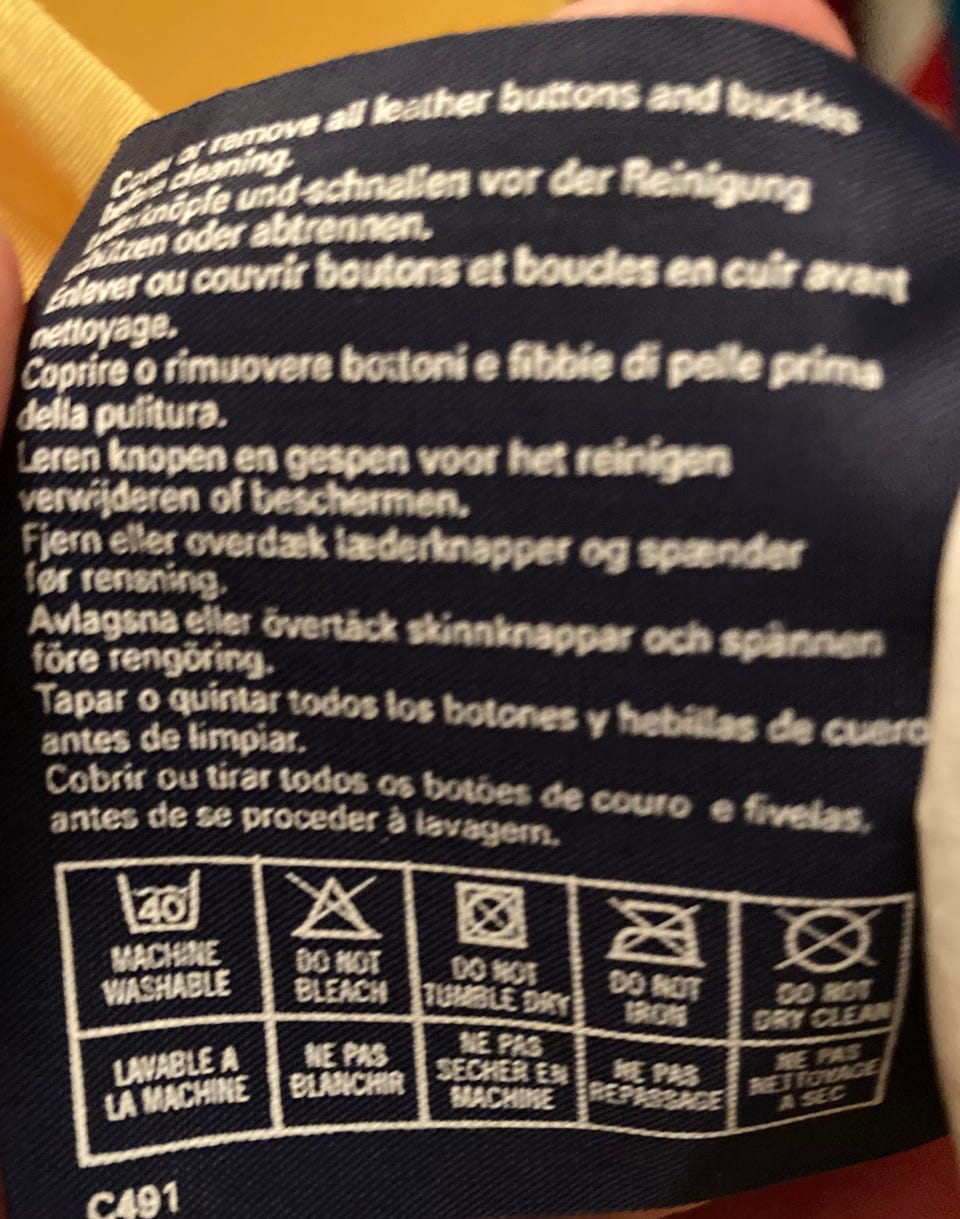 Cover or remove all leather buttons and buckles
before cleaning.
Lederknöpfe und-schnallen vor der Reinigung
schützen oder abtrennen.
Enlever ou couvrir boutons et boucles en cuir avant
nettoyage.
Coprire o rimuovere bottoni e fibbie di pelle prima
della pulitura.
Leren knopen en gespen voor het reinigen
verwijderen of beschermen.
Fjern eller overdæk læderknapper og spænder
før rensning.
Avlagsna eller övertäck skinnknappar och spännen
före rengöring.
Tapar o quintar todos los botones y hebillas de cuero
antes de limpiar.
Cobrir ou tirar todos os botões de couro e fivelas,
antes de se proceder à lavagem.
40
MACHINE
WASHABLE
DO NOT
BLEACH
DO NOT
TUMBLE DRY
DO NOT
IRON
DO NOT
DRY CLEAN
LAVABLE A
LA MACHINE
NE PAS
BLANCHIR
NE PAS
SECHER EN
MACHINE
NE PAS
REPASSAGE
NE PAS
NETTOYAGE
A SEC
C491